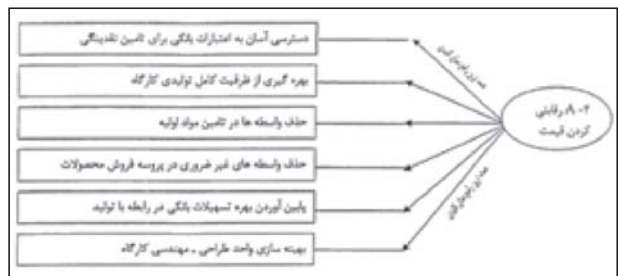 دسترسی آسان به اعتبارات بانکی برای تامین نقدینگی
بهره گیری از ظرفیت کامل تولیدی کارگاه
حذف واسطه ها در تامین مواد اولیه
حذف واسطه های غیر ضروری در پروسه فروش محصولات
پایین آوردن بهره تسهیلات بانکی در رابطه با تولید
بهینه سازی واحد طراحی - مهندسی کارگاه
رقابتی
کردن قیمت